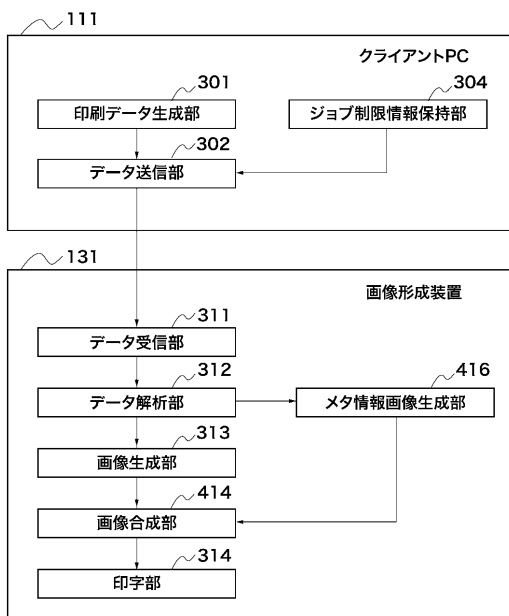 111
クライアントPC
301
304
印刷データ生成部
ジョブ制限情報保持部
302
データ送信部
131
画像形成装置
311
データ受信部
312
416
データ解析部
メタ情報画像生成部
313
画像生成部
414
画像合成部
314
印字部